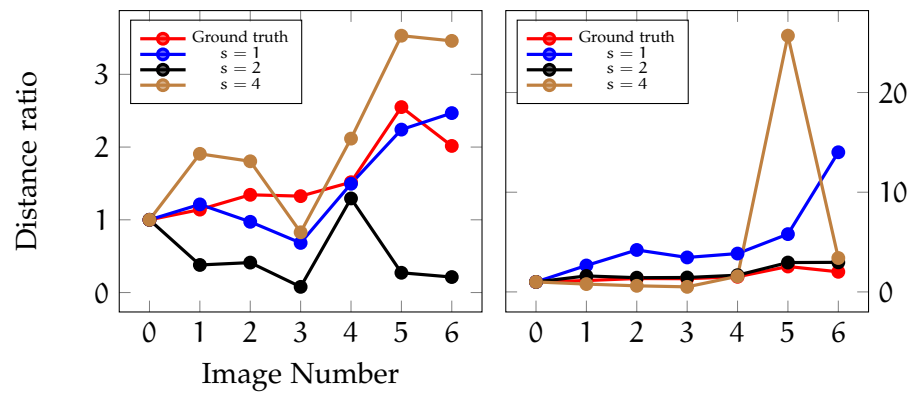 Ground truth
s = 1
s = 2
s = 4
3
2
1
0
Distance ratio
0 1 2 3 4 5 6
Image Number
Ground truth
s = 1
s = 2
s = 4
20
10
0
0 1 2 3 4 5 6